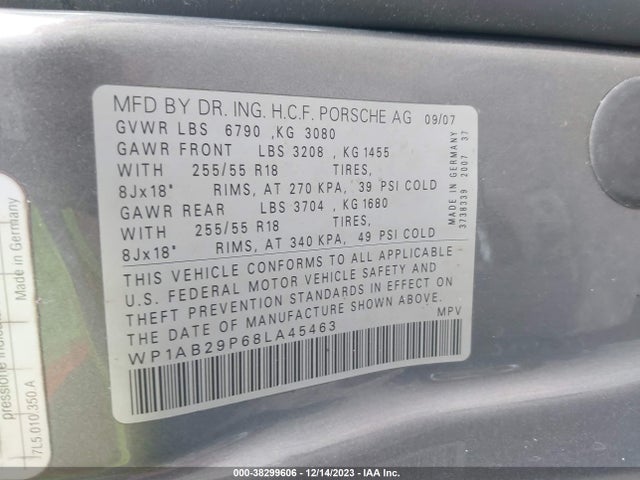 MFD BY DR. ING. H.C.F. PORSCHE AG 09/07
GVWR LBS 6790 ,KG 3080
GAWR FRONT LBS 3208 ,KG 1455
WITH 255/55 R18 TIRES,
8Jx18" RIMS, AT 270 KPA, 39 PSI COLD
GAWR REAR LBS 3704 ,KG 1680
WITH 255/55 R18 TIRES,
8Jx18" RIMS, AT 340 KPA, 49 PSI COLD
THIS VEHICLE CONFORMS TO ALL APPLICABLE
U.S. FEDERAL MOTOR VEHICLE SAFETY AND
THEFT PREVENTION STANDARDS IN EFFECT ON
THE DATE OF MANUFACTURE SHOWN ABOVE.
WP1AB29P68LA45463 MPV
MADE IN GERMANY
3738339 2007 37
Made in Germany
pressione
7L5.010.350.A
000-38299606 - 12/14/2023 - IAA Inc.